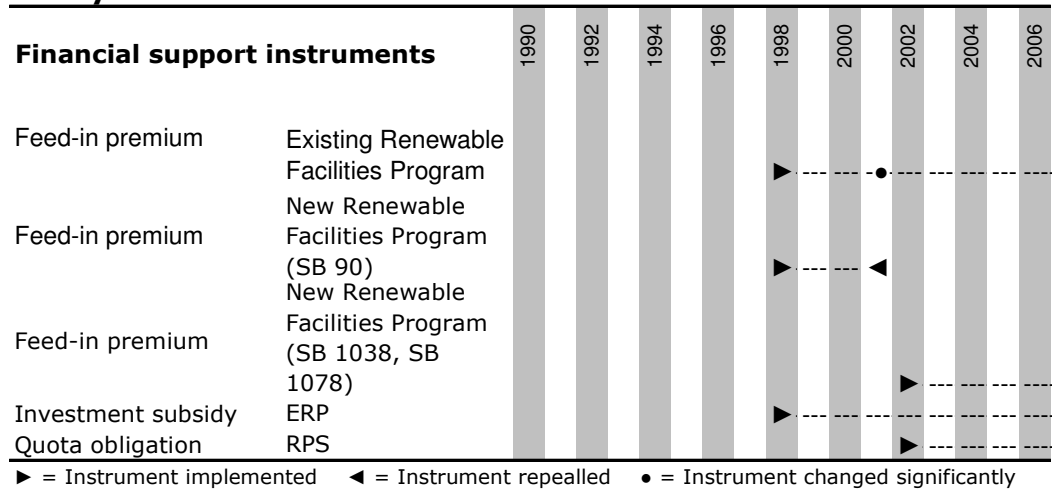 Financial support instruments 1990 1992 1994 1996 1998 2000 2002 2004 2006
Feed-in premium Existing Renewable
Facilities Program
New Renewable
Feed-in premium Facilities Program
(SB 90)
New Renewable
Facilities Program
Feed-in premium (SB 1038, SB
1078)
Investment subsidy ERP
Quota obligation RPS
► = Instrument implemented ◄ = Instrument repealled ● = Instrument changed significantly